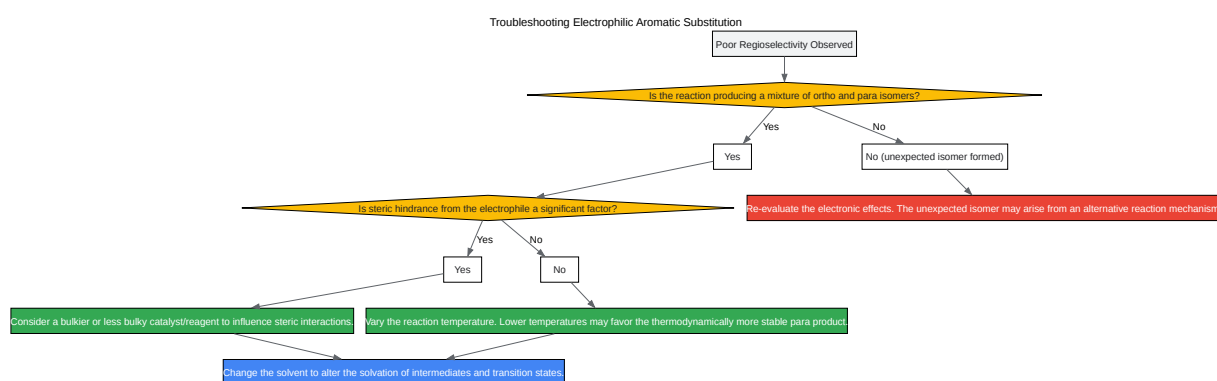 Troubleshooting Electrophilic Aromatic Substitution
Poor Regioselectivity Observed
Is the reaction producing a mixture of ortho and para isomers?
Yes
No
Yes
No (unexpected isomer formed)
Is steric hindrance from the electrophile a significant factor?
Re-evaluate the electronic effects. The unexpected isomer may arise from an alternative reaction mechanism
Yes
No
Yes
No
Consider a bulkier or less bulky catalyst/reagent to influence steric interactions.
Vary the reaction temperature. Lower temperatures may favor the thermodynamically more stable para product.
Change the solvent to alter the solvation of intermediates and transition states.